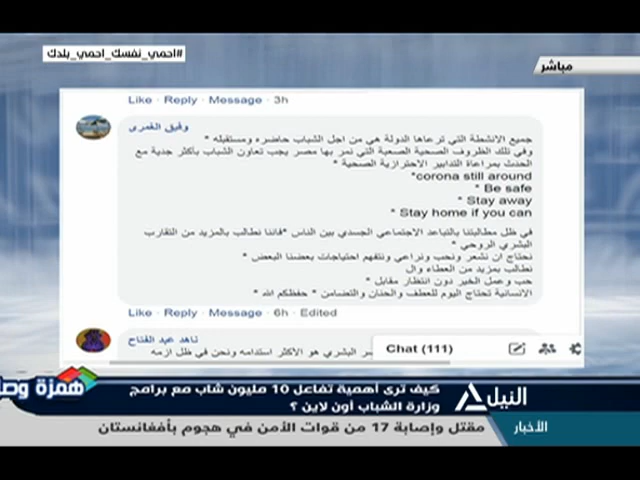 #احمي_نفسك_احمي_بلدك
مباشر
Like · Reply · Message · 3h
وفيق الغمرى
جميع الانشطة التي ترعاها الدولة هي من اجل الشباب حاضره ومستقبله "
وفي تلك الظروف الصحية الصعبة التي نمر بها مصر يجب تعاون الشباب بأكثر جدية مع
الحدث بمراعاة التدابير الاحترازية الصحية "
"corona still around
" Be safe
" Stay away
" Stay home if you can
في ظل مطالبتنا بالتباعد الاجتماعي الجسدي بين الناس "فاننا نطالب بالمزيد من التقارب
البشري الروحي "
نحتاج ان نشعر ونحب ونراعي ونتفهم احتياجات بعضنا البعض "
نطالب بمزيد من العطاء وال
حب وعمل الخير دون انتظار مقابل "
الانسانية تحتاج اليوم للعطف والحنان والتضامن " حفظكم الله "
Like · Reply · Message · 6h · Edited
ناهد عبد الفتاح
البشري هو الاكثر استدامه ونحن في ظل ازمه
Chat (111)
كيف ترى أهمية تفاعل 10 مليون شاب مع برامج
وزارة الشباب أون لاين ؟
همزة وصل
النيل
الأخبار
مقتل وإصابة 17 من قوات الأمن في هجوم بأفغانستان